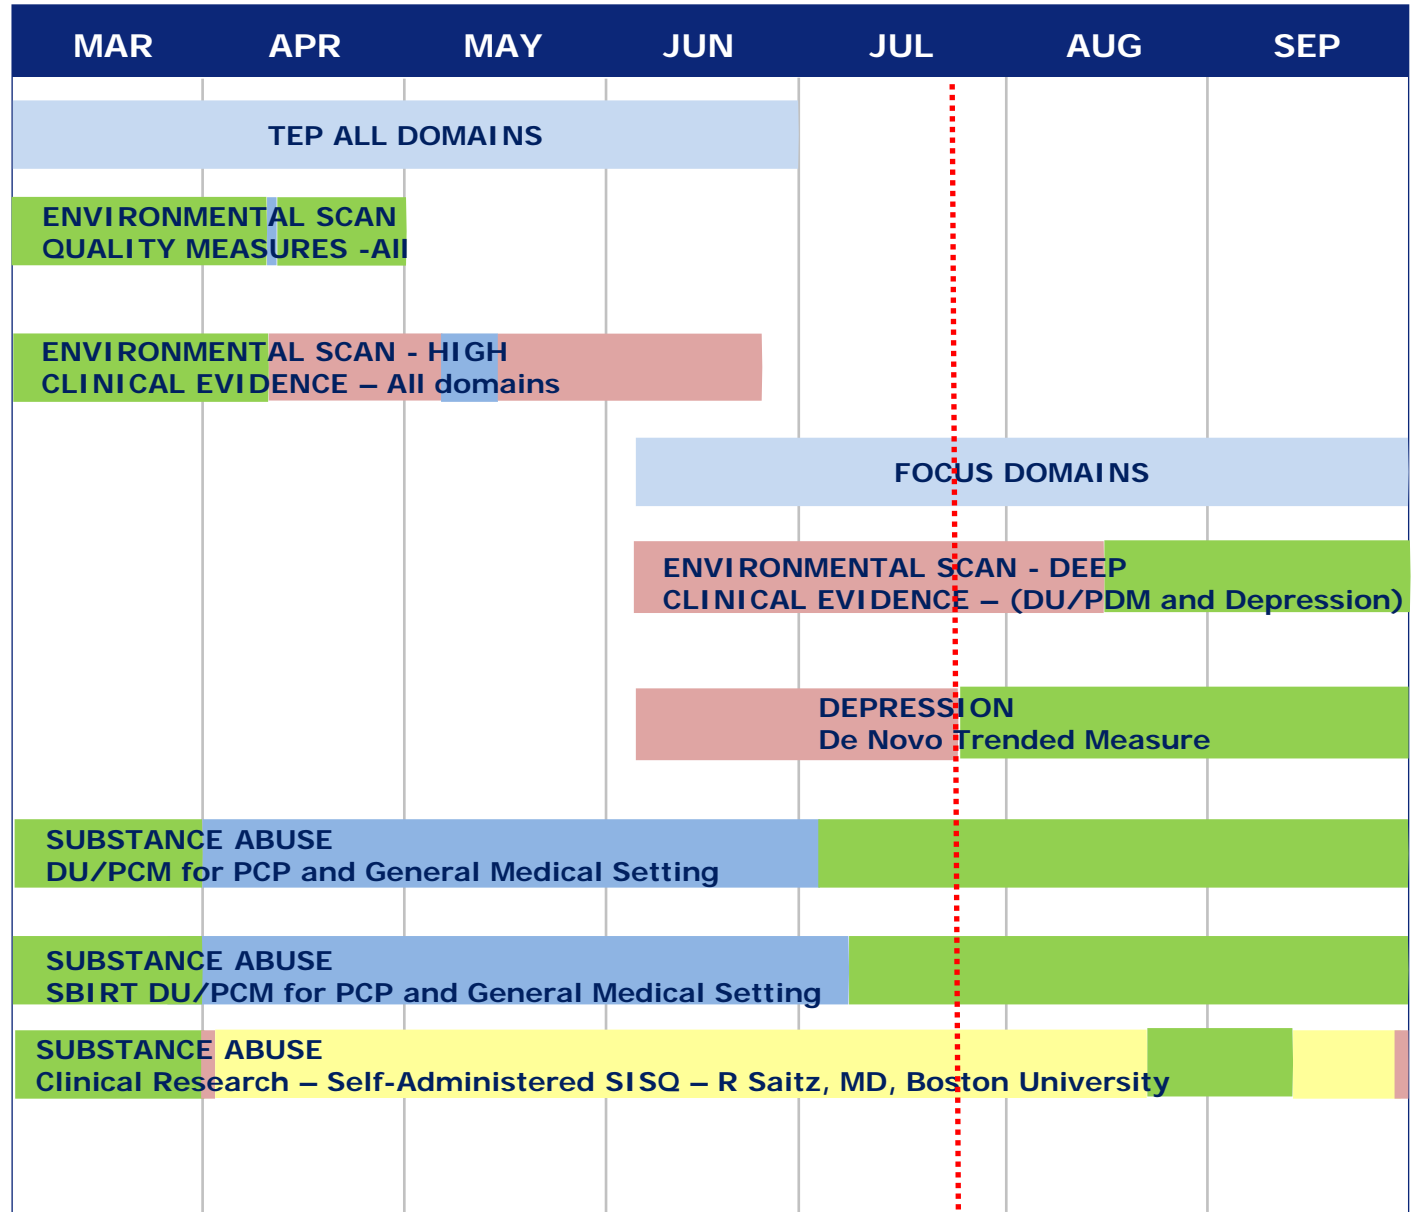 MAR APR MAY JUN JUL AUG SEP
TEP ALL DOMAINS
ENVIRONMENTAL SCAN
QUALITY MEASURES -All
ENVIRONMENTAL SCAN - HIGH
CLINICAL EVIDENCE – All domains
FOCUS DOMAINS
ENVIRONMENTAL SCAN - DEEP
CLINICAL EVIDENCE – (DU/PDM and Depression)
DEPRESSION
De Novo Trended Measure
SUBSTANCE ABUSE
DU/PCM for PCP and General Medical Setting
SUBSTANCE ABUSE
SBIRT DU/PCM for PCP and General Medical Setting
SUBSTANCE ABUSE
Clinical Research – Self-Administered SISQ – R Saitz, MD, Boston University